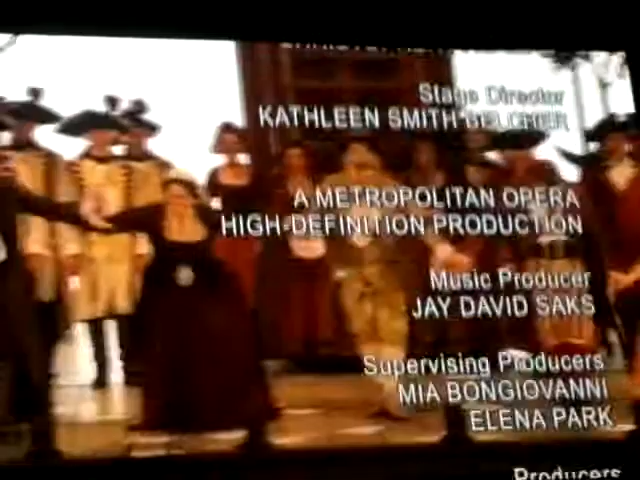 Stage Director
KATHLEEN SMITH BELCHER
A METROPOLITAN OPERA
HIGH-DEFINITION PRODUCTION
Music Producer
JAY DAVID SAKS
Supervising Producers
MIA BONGIOVANNI
ELENA PARK
Producers